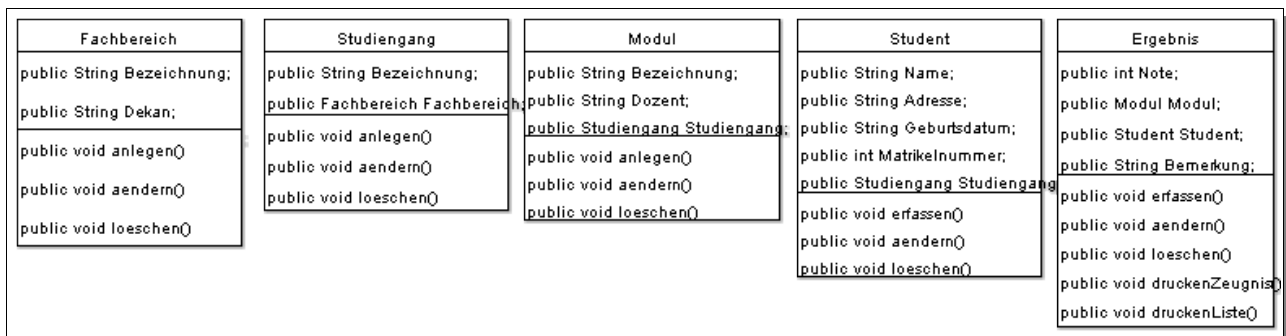 Fachbereich
public String Bezeichnung;
public String Dekan;
public void anlegen()
public void aendern()
public void loeschen()
Studiengang
public String Bezeichnung;
public Fachbereich Fachbereich;
public void anlegen()
public void aendern()
public void loeschen()
Modul
public String Bezeichnung;
public String Dozent;
public Studiengang Studiengang;
public void anlegen()
public void aendern()
public void loeschen()
Student
public String Name;
public String Adresse;
public String Geburtsdatum;
public int Matrikelnummer;
public Studiengang Studiengang
public void erfassen()
public void aendern()
public void loeschen()
Ergebnis
public int Note;
public Modul Modul;
public Student Student;
public String Bemerkung;
public void erfassen()
public void aendern()
public void loeschen()
public void druckenZeugnis()
public void druckenListe()